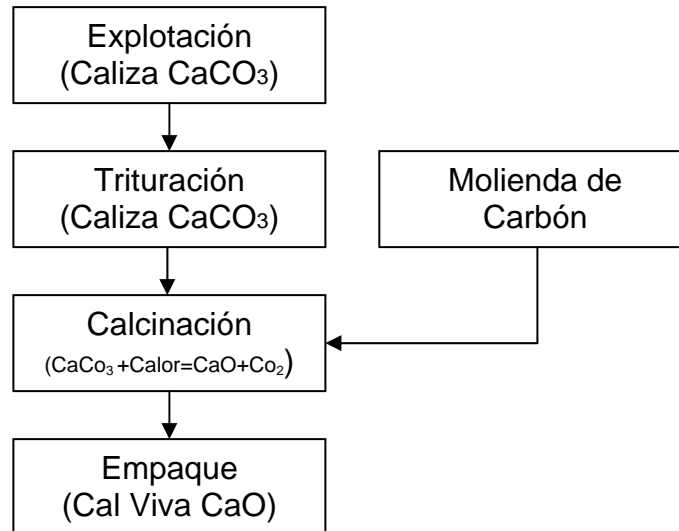 Explotación
(Caliza CaCO₃)
Trituración
(Caliza CaCO₃)
Molienda de
Carbón
Calcinación
(CaCo₃ +Calor=CaO+Co₂)
Empaque
(Cal Viva CaO)